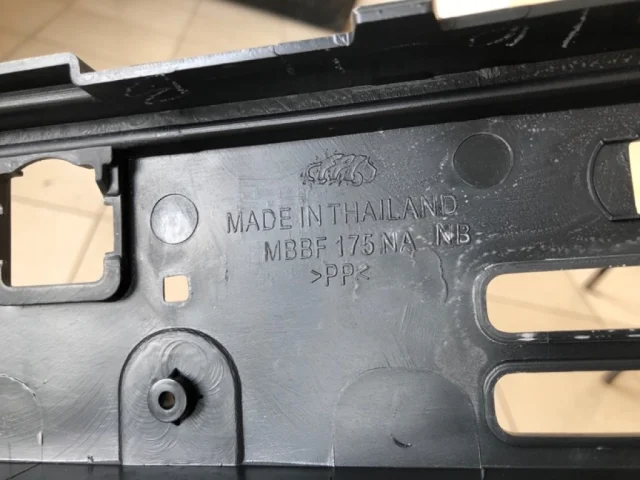 MADE IN THAILAND
MBBF 175 NA NB
>PP<